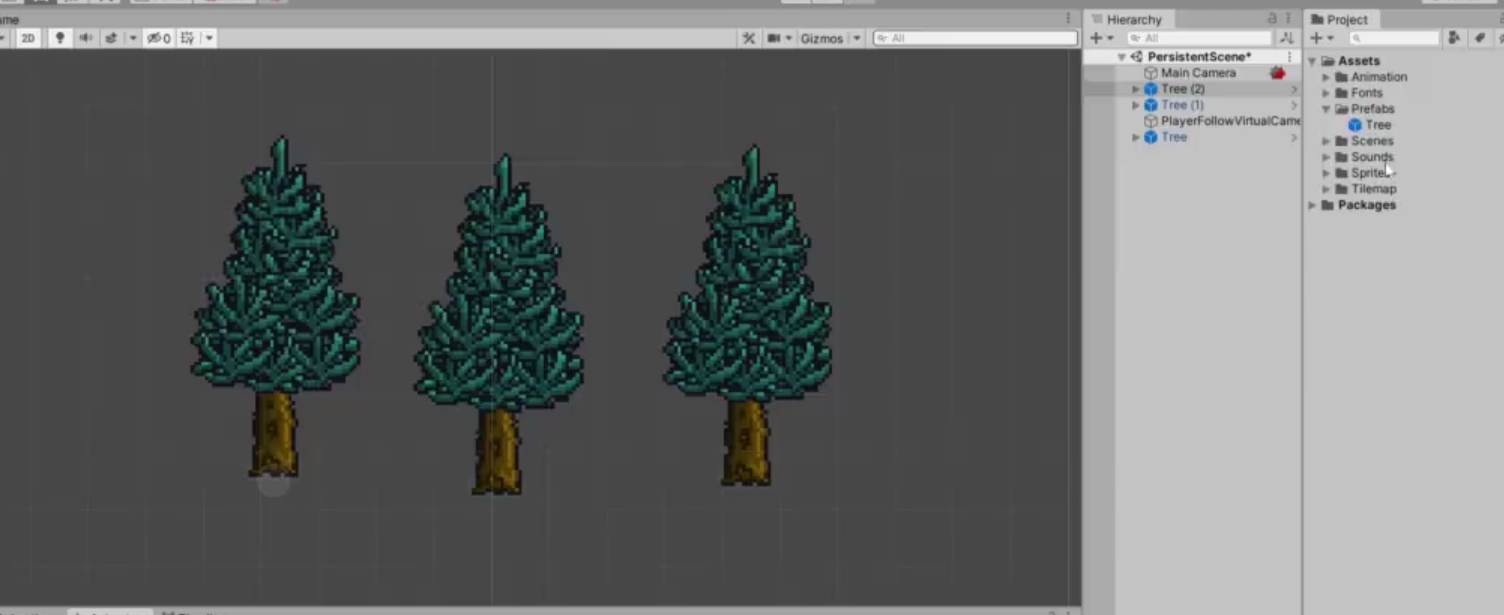 2D
0
Gizmos
All
Hierarchy
All
PersistentScene*
Main Camera
Tree (2)
Tree (1)
PlayerFollowVirtualCame
Tree
Project
Assets
Animation
Fonts
Prefabs
Tree
Scenes
Sounds
Sprites
Tilemap
Packages